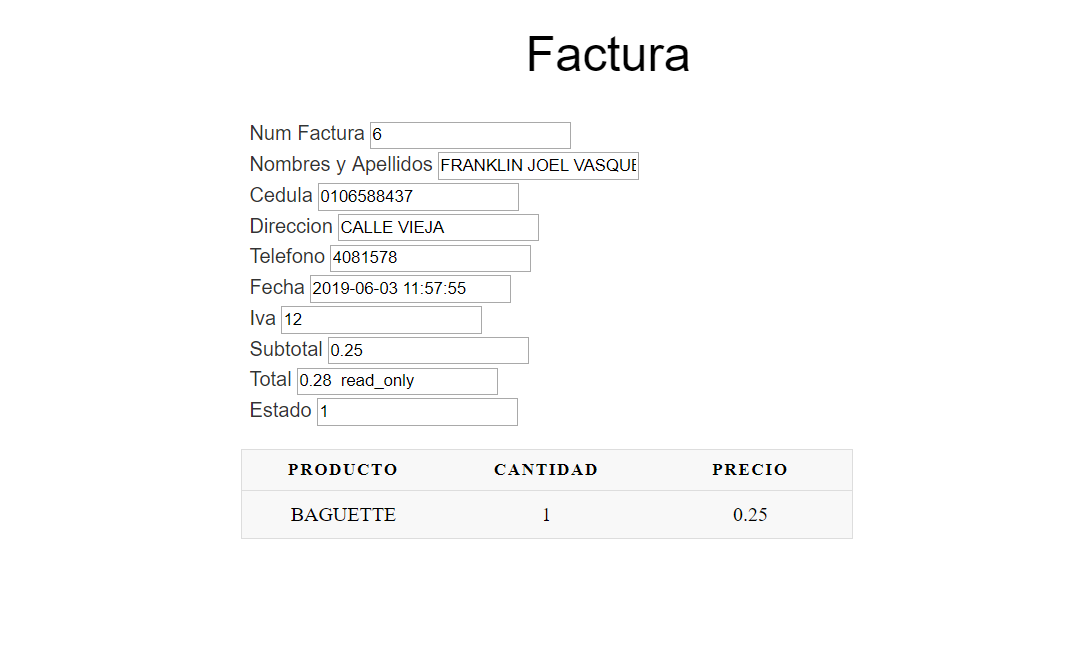 Factura
Num Factura 6
Nombres y Apellidos FRANKLIN JOEL VASQUE
Cedula 0106588437
Direccion CALLE VIEJA
Telefono 4081578
Fecha 2019-06-03 11:57:55
Iva 12
Subtotal 0.25
Total 0.28 read_only
Estado 1
PRODUCTO CANTIDAD PRECIO
BAGUETTE 1 0.25